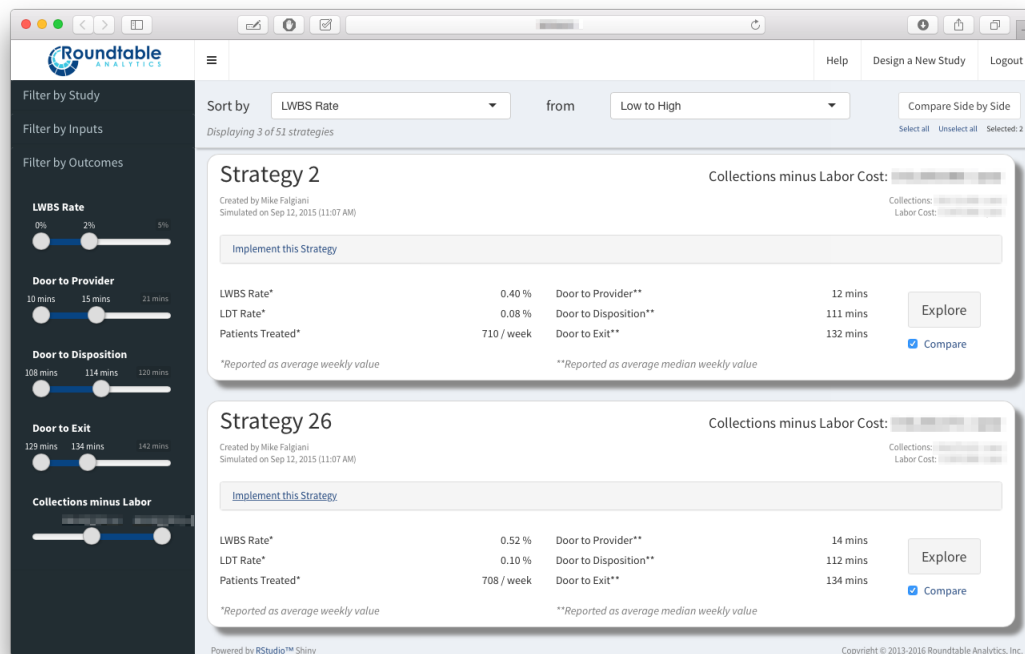 Roundtable
ANALYTICS
Help Design a New Study Logout
Filter by Study
Filter by Inputs
Filter by Outcomes
LWBS Rate
0% 2% 5%
Door to Provider
10 mins 15 mins 21 mins
Door to Disposition
108 mins 114 mins 120 mins
Door to Exit
129 mins 134 mins 142 mins
Collections minus Labor
Sort by LWBS Rate from Low to High Compare Side by Side
Displaying 3 of 51 strategies Select all Unselect all Selected: 2
Strategy 2 Collections minus Labor Cost:
Created by Mike Falgiani Collections:
Simulated on Sep 12, 2015 (11:07 AM) Labor Cost:
Implement this Strategy
LWBS Rate* 0.40 % Door to Provider** 12 mins
LDT Rate* 0.08 % Door to Disposition** 111 mins
Patients Treated* 710 / week Door to Exit** 132 mins
Explore
Compare
*Reported as average weekly value **Reported as average median weekly value
Strategy 26 Collections minus Labor Cost:
Created by Mike Falgiani Collections:
Simulated on Sep 12, 2015 (11:07 AM) Labor Cost:
Implement this Strategy
LWBS Rate* 0.52 % Door to Provider** 14 mins
LDT Rate* 0.10 % Door to Disposition** 112 mins
Patients Treated* 708 / week Door to Exit** 134 mins
Explore
Compare
*Reported as average weekly value **Reported as average median weekly value
Powered by RStudio™ Shiny Copyright © 2013-2016 Roundtable Analytics, Inc.